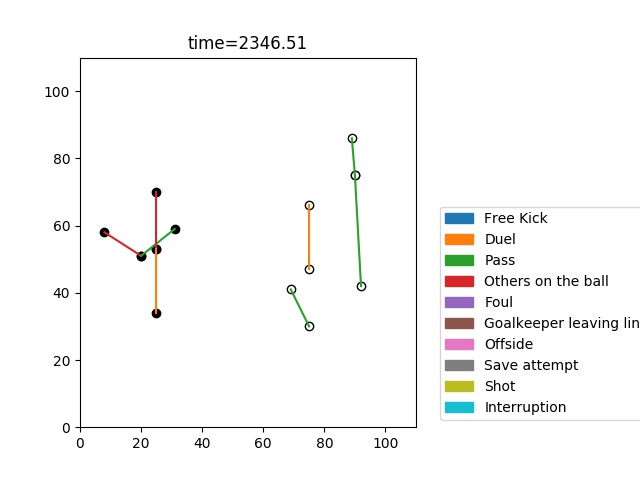 time=2346.51
100
80
60
40
20
0
0 20 40 60 80 100
Free Kick
Duel
Pass
Others on the ball
Foul
Goalkeeper leaving lin
Offside
Save attempt
Shot
Interruption